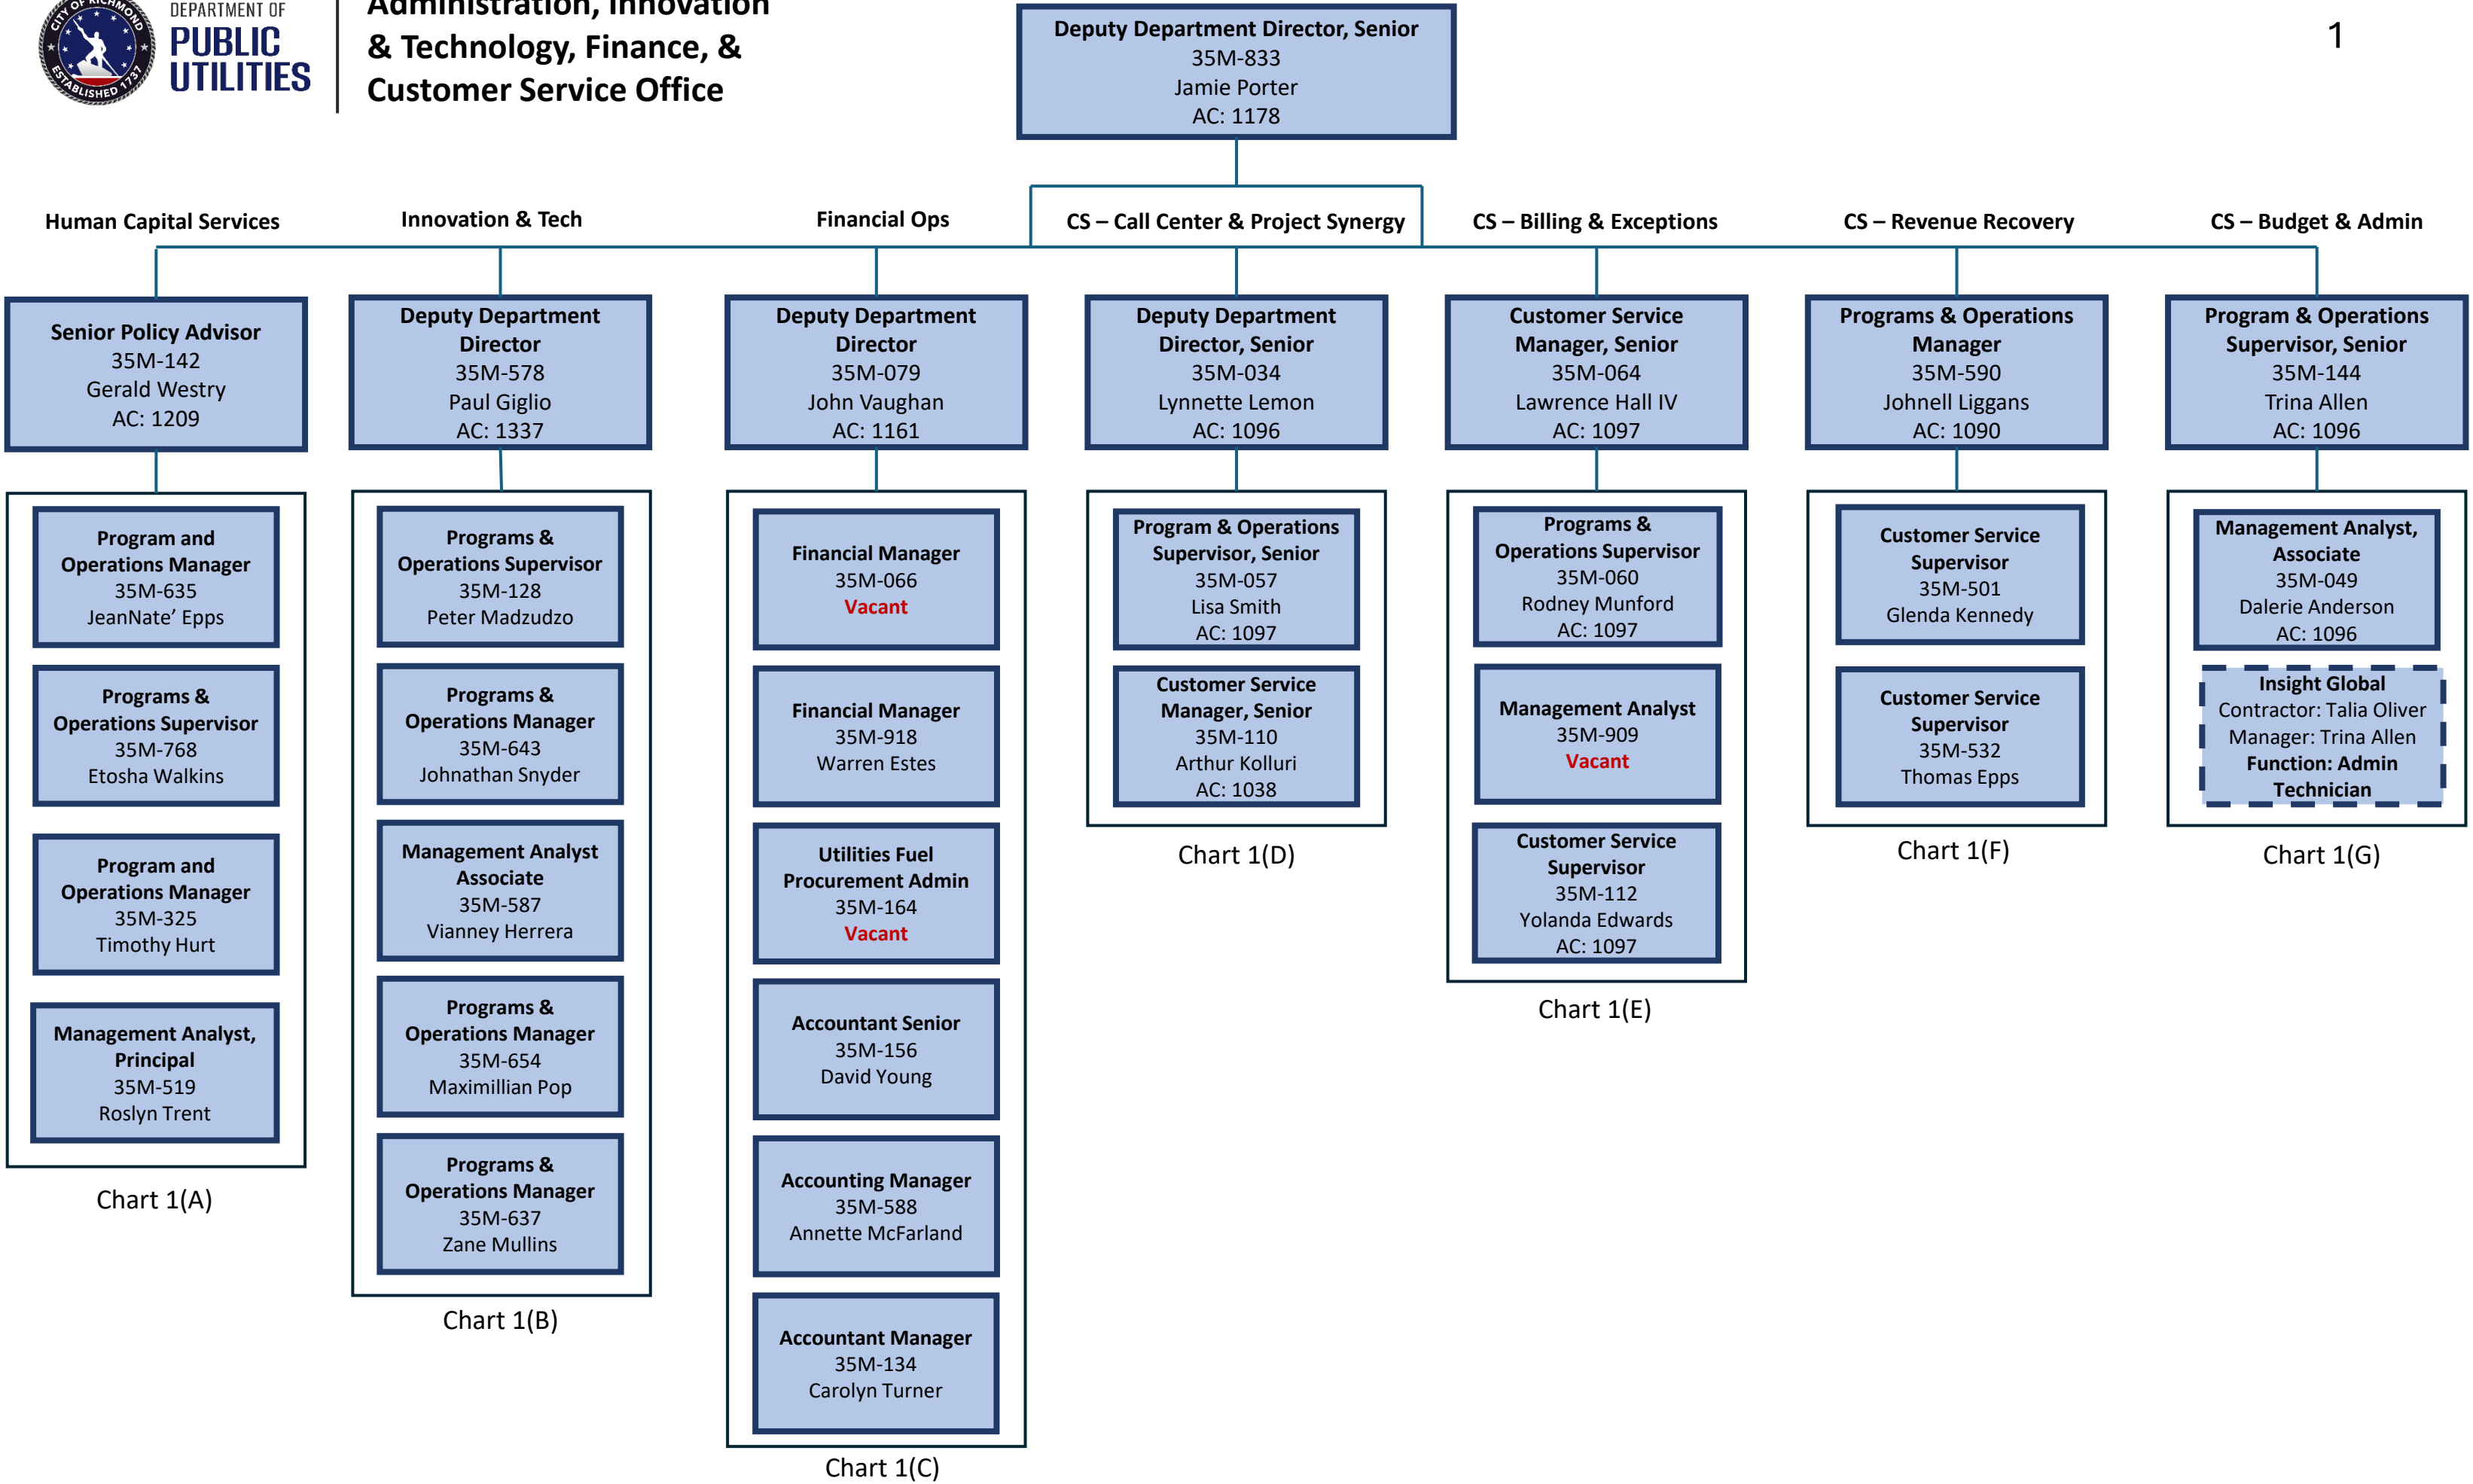 CITY OF RICHMOND
ESTABLISHED 1737
DEPARTMENT OF
PUBLIC
UTILITIES
Administration, Innovation
& Technology, Finance, &
Customer Service Office
1
Deputy Department Director, Senior
35M-833
Jamie Porter
AC: 1178
Human Capital Services
Senior Policy Advisor
35M-142
Gerald Westry
AC: 1209
Program and
Operations Manager
35M-635
JeanNate’ Epps
Programs &
Operations Supervisor
35M-768
Etosha Walkins
Program and
Operations Manager
35M-325
Timothy Hurt
Management Analyst,
Principal
35M-519
Roslyn Trent
Chart 1(A)
Innovation & Tech
Deputy Department
Director
35M-578
Paul Giglio
AC: 1337
Programs &
Operations Supervisor
35M-128
Peter Madzudzo
Programs &
Operations Manager
35M-643
Johnathan Snyder
Management Analyst
Associate
35M-587
Vianney Herrera
Programs &
Operations Manager
35M-654
Maximillian Pop
Programs &
Operations Manager
35M-637
Zane Mullins
Chart 1(B)
Financial Ops
Deputy Department
Director
35M-079
John Vaughan
AC: 1161
Financial Manager
35M-066
Vacant
Financial Manager
35M-918
Warren Estes
Utilities Fuel
Procurement Admin
35M-164
Vacant
Accountant Senior
35M-156
David Young
Accounting Manager
35M-588
Annette McFarland
Accountant Manager
35M-134
Carolyn Turner
Chart 1(C)
CS – Call Center & Project Synergy
Deputy Department
Director, Senior
35M-034
Lynnette Lemon
AC: 1096
Program & Operations
Supervisor, Senior
35M-057
Lisa Smith
AC: 1097
Customer Service
Manager, Senior
35M-110
Arthur Kolluri
AC: 1038
Chart 1(D)
CS – Billing & Exceptions
Customer Service
Manager, Senior
35M-064
Lawrence Hall IV
AC: 1097
Programs &
Operations Supervisor
35M-060
Rodney Munford
AC: 1097
Management Analyst
35M-909
Vacant
Customer Service
Supervisor
35M-112
Yolanda Edwards
AC: 1097
Chart 1(E)
CS – Revenue Recovery
Programs & Operations
Manager
35M-590
Johnell Liggans
AC: 1090
Customer Service
Supervisor
35M-501
Glenda Kennedy
Customer Service
Supervisor
35M-532
Thomas Epps
Chart 1(F)
CS – Budget & Admin
Program & Operations
Supervisor, Senior
35M-144
Trina Allen
AC: 1096
Management Analyst,
Associate
35M-049
Dalerie Anderson
AC: 1096
Insight Global
Contractor: Talia Oliver
Manager: Trina Allen
Function: Admin
Technician
Chart 1(G)